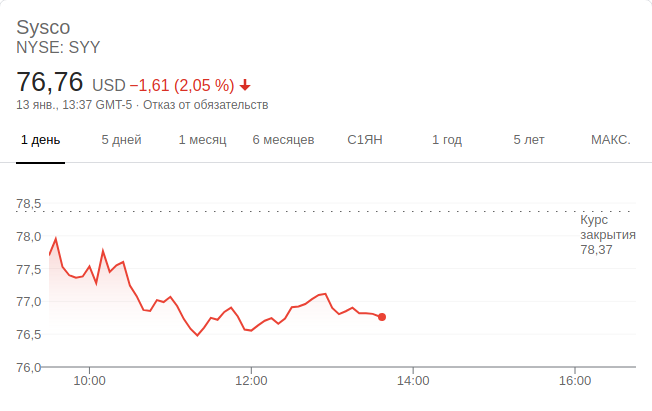 Sysco
NYSE: SYY
76,76 USD −1,61 (2,05 %)
13 янв., 13:37 GMT-5 · Отказ от обязательств
1 день 5 дней 1 месяц 6 месяцев С1ЯН 1 год 5 лет МАКС.
78,5
Курс
закрытия
78,37
78,0
77,5
77,0
76,5
76,0
10:00 12:00 14:00 16:00